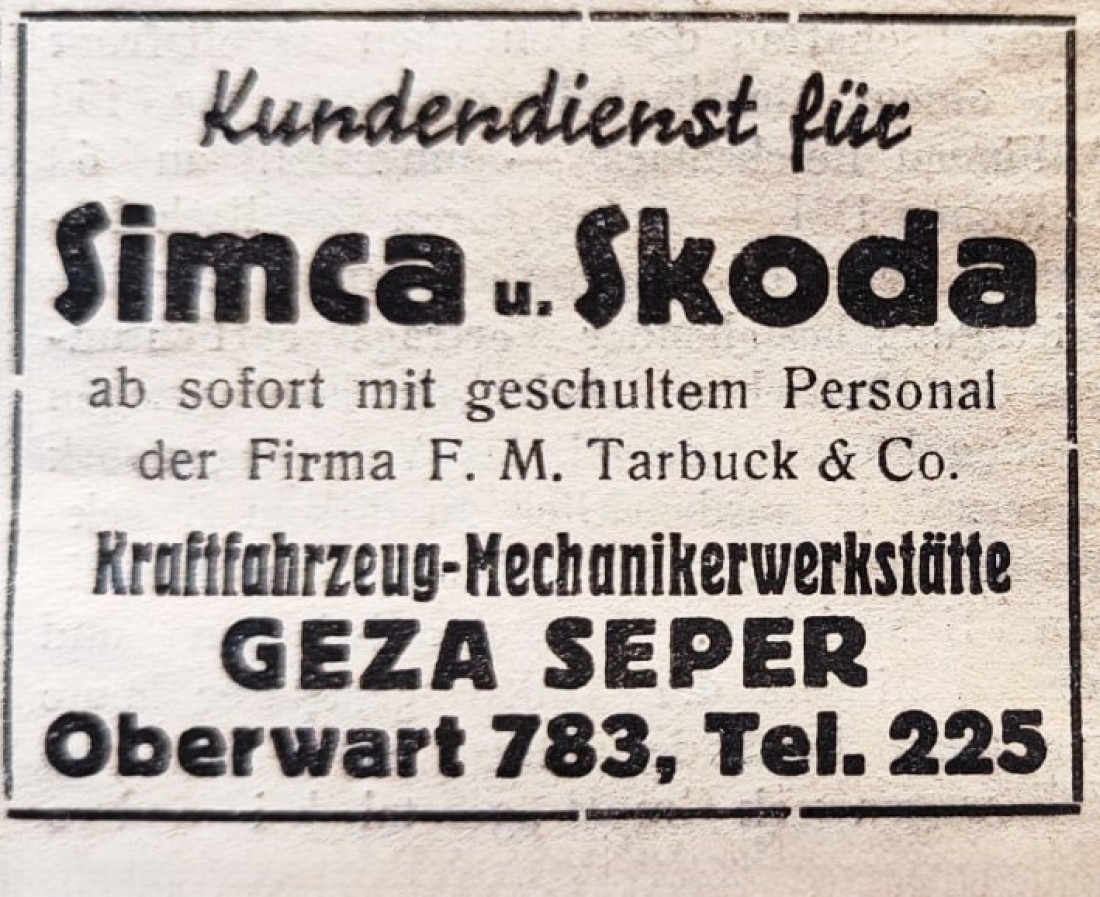 Kundendienst für
Simca u. Skoda
ab sofort mit geschultem Personal
der Firma F. M. Tarbuck & Co.
Kraftfahrzeug-Mechanikerwerkstätte
GEZA SEPER
Oberwart 783, Tel. 225